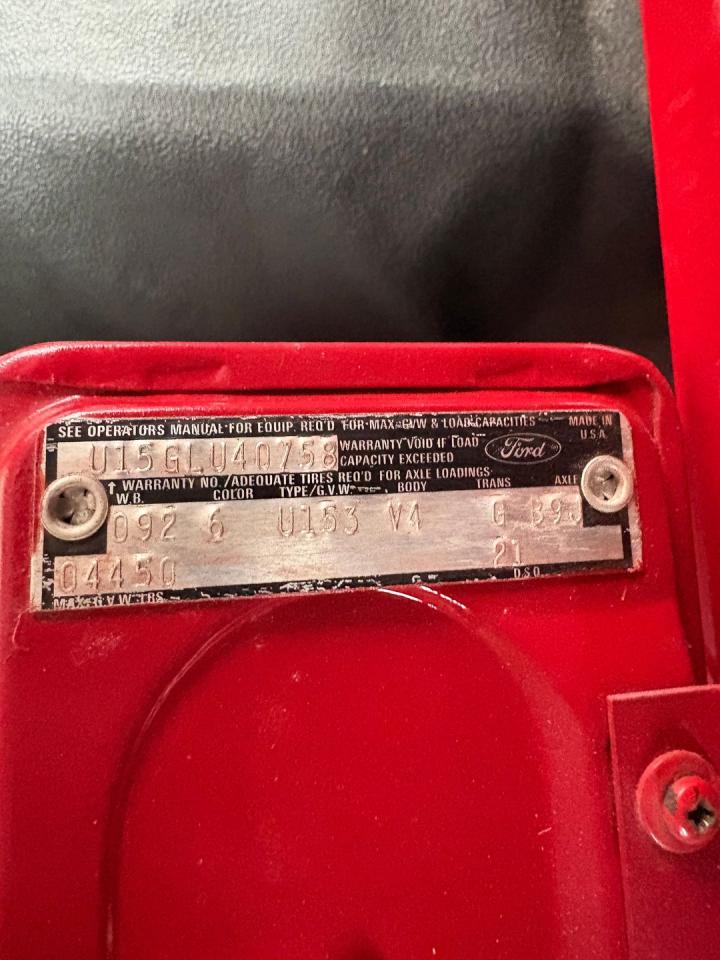 SEE OPERATORS MANUAL FOR EQUIP. REQ'D FOR MAX. GVW & LOAD CAPACITIES MADE IN U.S.A.
U15GLU40758 WARRANTY VOID IF LOAD CAPACITY EXCEEDED Ford
↑ WARRANTY NO./ADEQUATE TIRES REQ'D FOR AXLE LOADINGS
W.B. COLOR TYPE/G.V.W. BODY TRANS AXLE
092 6 U153 V4 G
04450 21
MAX. G.V.W. LBS D.S.O.